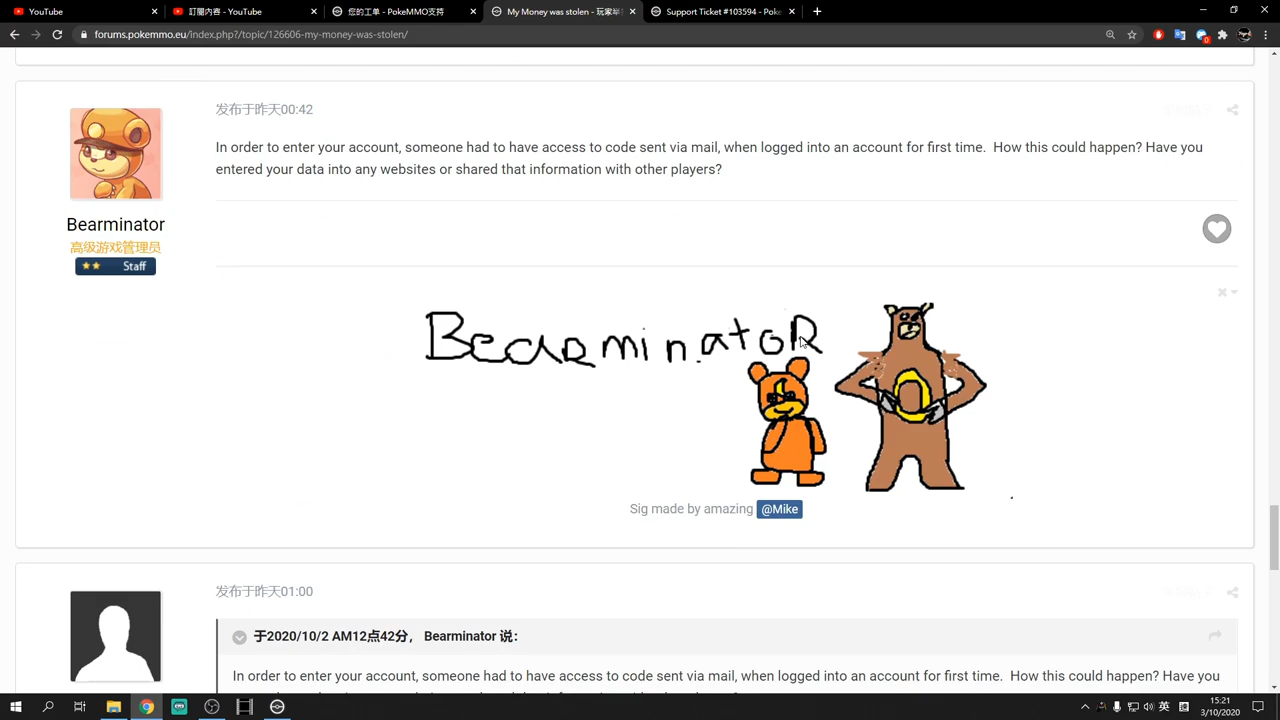 YouTube
訂閱內容 - YouTube
您的工单 - PokeMMO支持
My Money was stolen - 玩家举
Support Ticket #103594 - Poke
forums.pokemmo.eu/index.php?/topic/126606-my-money-was-stolen/
发布于昨天00:42
In order to enter your account, someone had to have access to code sent via mail, when logged into an account for first time.  How this could happen? Have you
entered your data into any websites or shared that information with other players?
Bearminator
高级游戏管理员
Staff
BearminatoR
Sig made by amazing @Mike
发布于昨天01:00
于2020/10/2 AM12点42分， Bearminator 说：
In order to enter your account, someone had to have access to code sent via mail, when logged into an account for first time.  How this could happen? Have you
15:21
英
3/10/2020